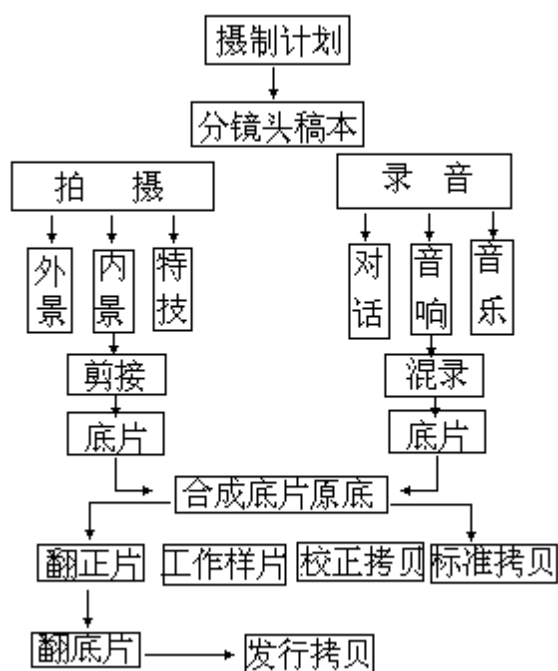 摄制计划
分镜头稿本
拍 摄
录 音
外景
内景
特技
对话
音响
音乐
剪接
混录
底片
底片
合成底片原底
翻正片
工作样片
校正拷贝
标准拷贝
翻底片
发行拷贝